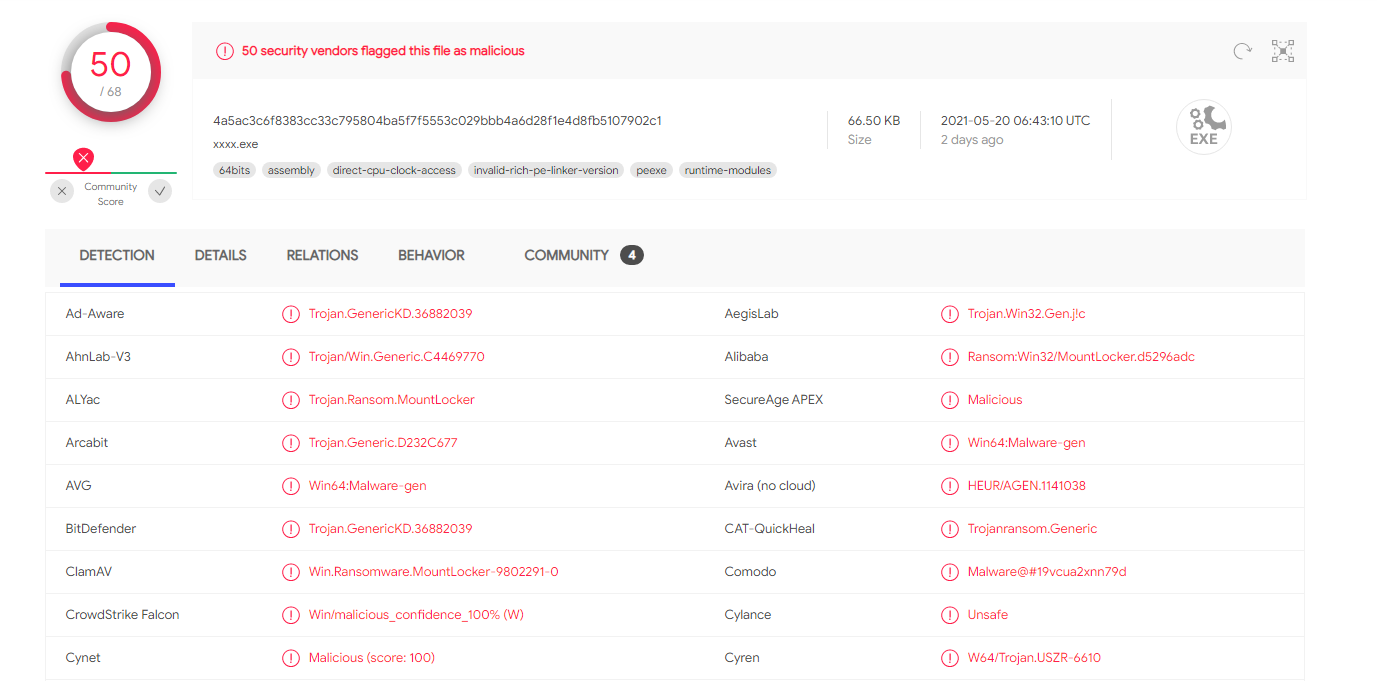 50
/ 68
50 security vendors flagged this file as malicious
4a5ac3c6f8383cc33c795804ba5f7f5553c029bbb4a6d28f1e4d8fb5107902c1
xxxx.exe
64bits assembly direct-cpu-clock-access invalid-rich-pe-linker-version peexe runtime-modules
66.50 KB
Size
2021-05-20 06:43:10 UTC
2 days ago
EXE
Community
Score
DETECTION DETAILS RELATIONS BEHAVIOR COMMUNITY 4
Ad-Aware Trojan.GenericKD.36882039 AegisLab Trojan.Win32.Gen.j!c
AhnLab-V3 Trojan/Win.Generic.C4469770 Alibaba Ransom:Win32/MountLocker.d5296adc
ALYac Trojan.Ransom.MountLocker SecureAge APEX Malicious
Arcabit Trojan.Generic.D232C677 Avast Win64:Malware-gen
AVG Win64:Malware-gen Avira (no cloud) HEUR/AGEN.1141038
BitDefender Trojan.GenericKD.36882039 CAT-QuickHeal Trojanransom.Generic
ClamAV Win.Ransomware.MountLocker-9802291-0 Comodo Malware@#19vcua2xnn79d
CrowdStrike Falcon Win/malicious_confidence_100% (W) Cylance Unsafe
Cynet Malicious (score: 100) Cyren W64/Trojan.USZR-6610